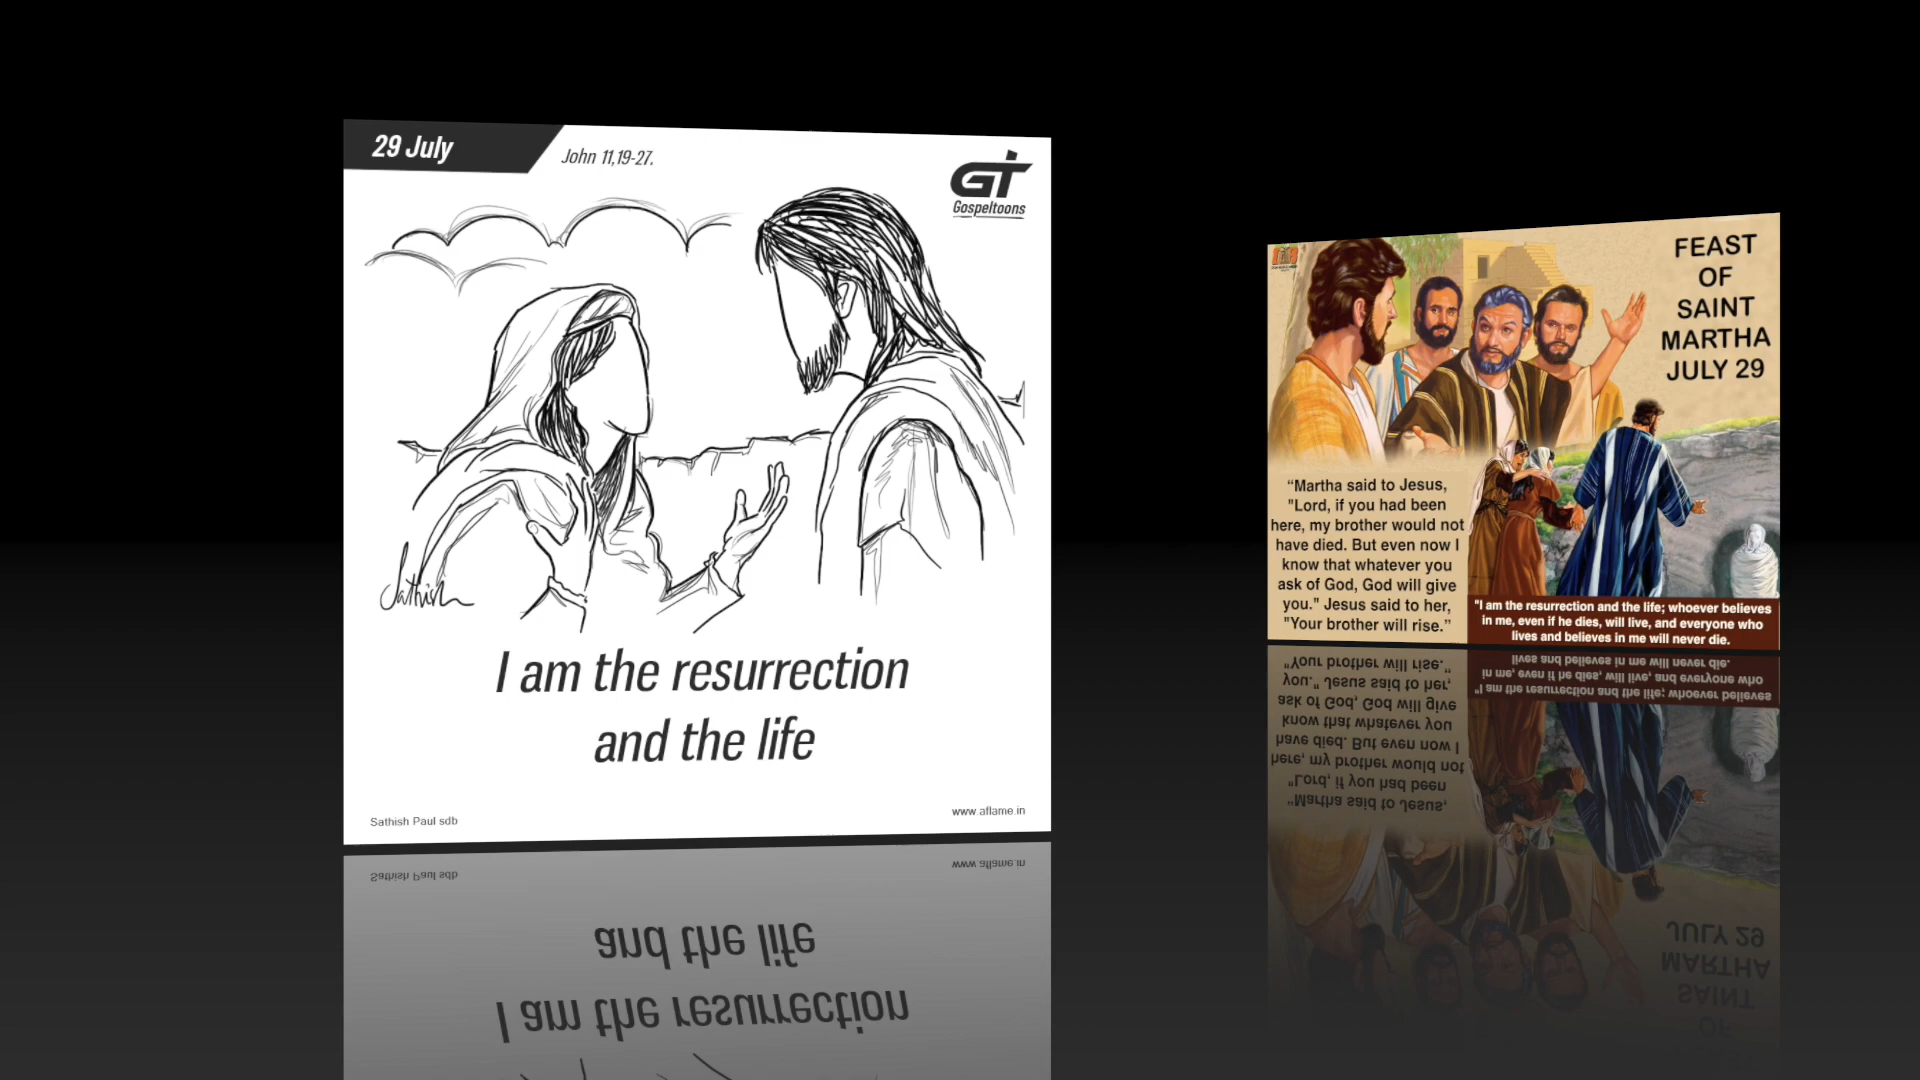 29 July
John 11,19-27.
GT
Gospeltoons
Sathish
I am the resurrection
and the life
Sathish Paul sdb
www.aflame.in
FEAST
OF
SAINT
MARTHA
JULY 29
“Martha said to Jesus,
"Lord, if you had been
here, my brother would not
have died. But even now I
know that whatever you
ask of God, God will give
you." Jesus said to her,
"Your brother will rise.”
"I am the resurrection and the life; whoever believes
in me, even if he dies, will live, and everyone who
lives and believes in me will never die.